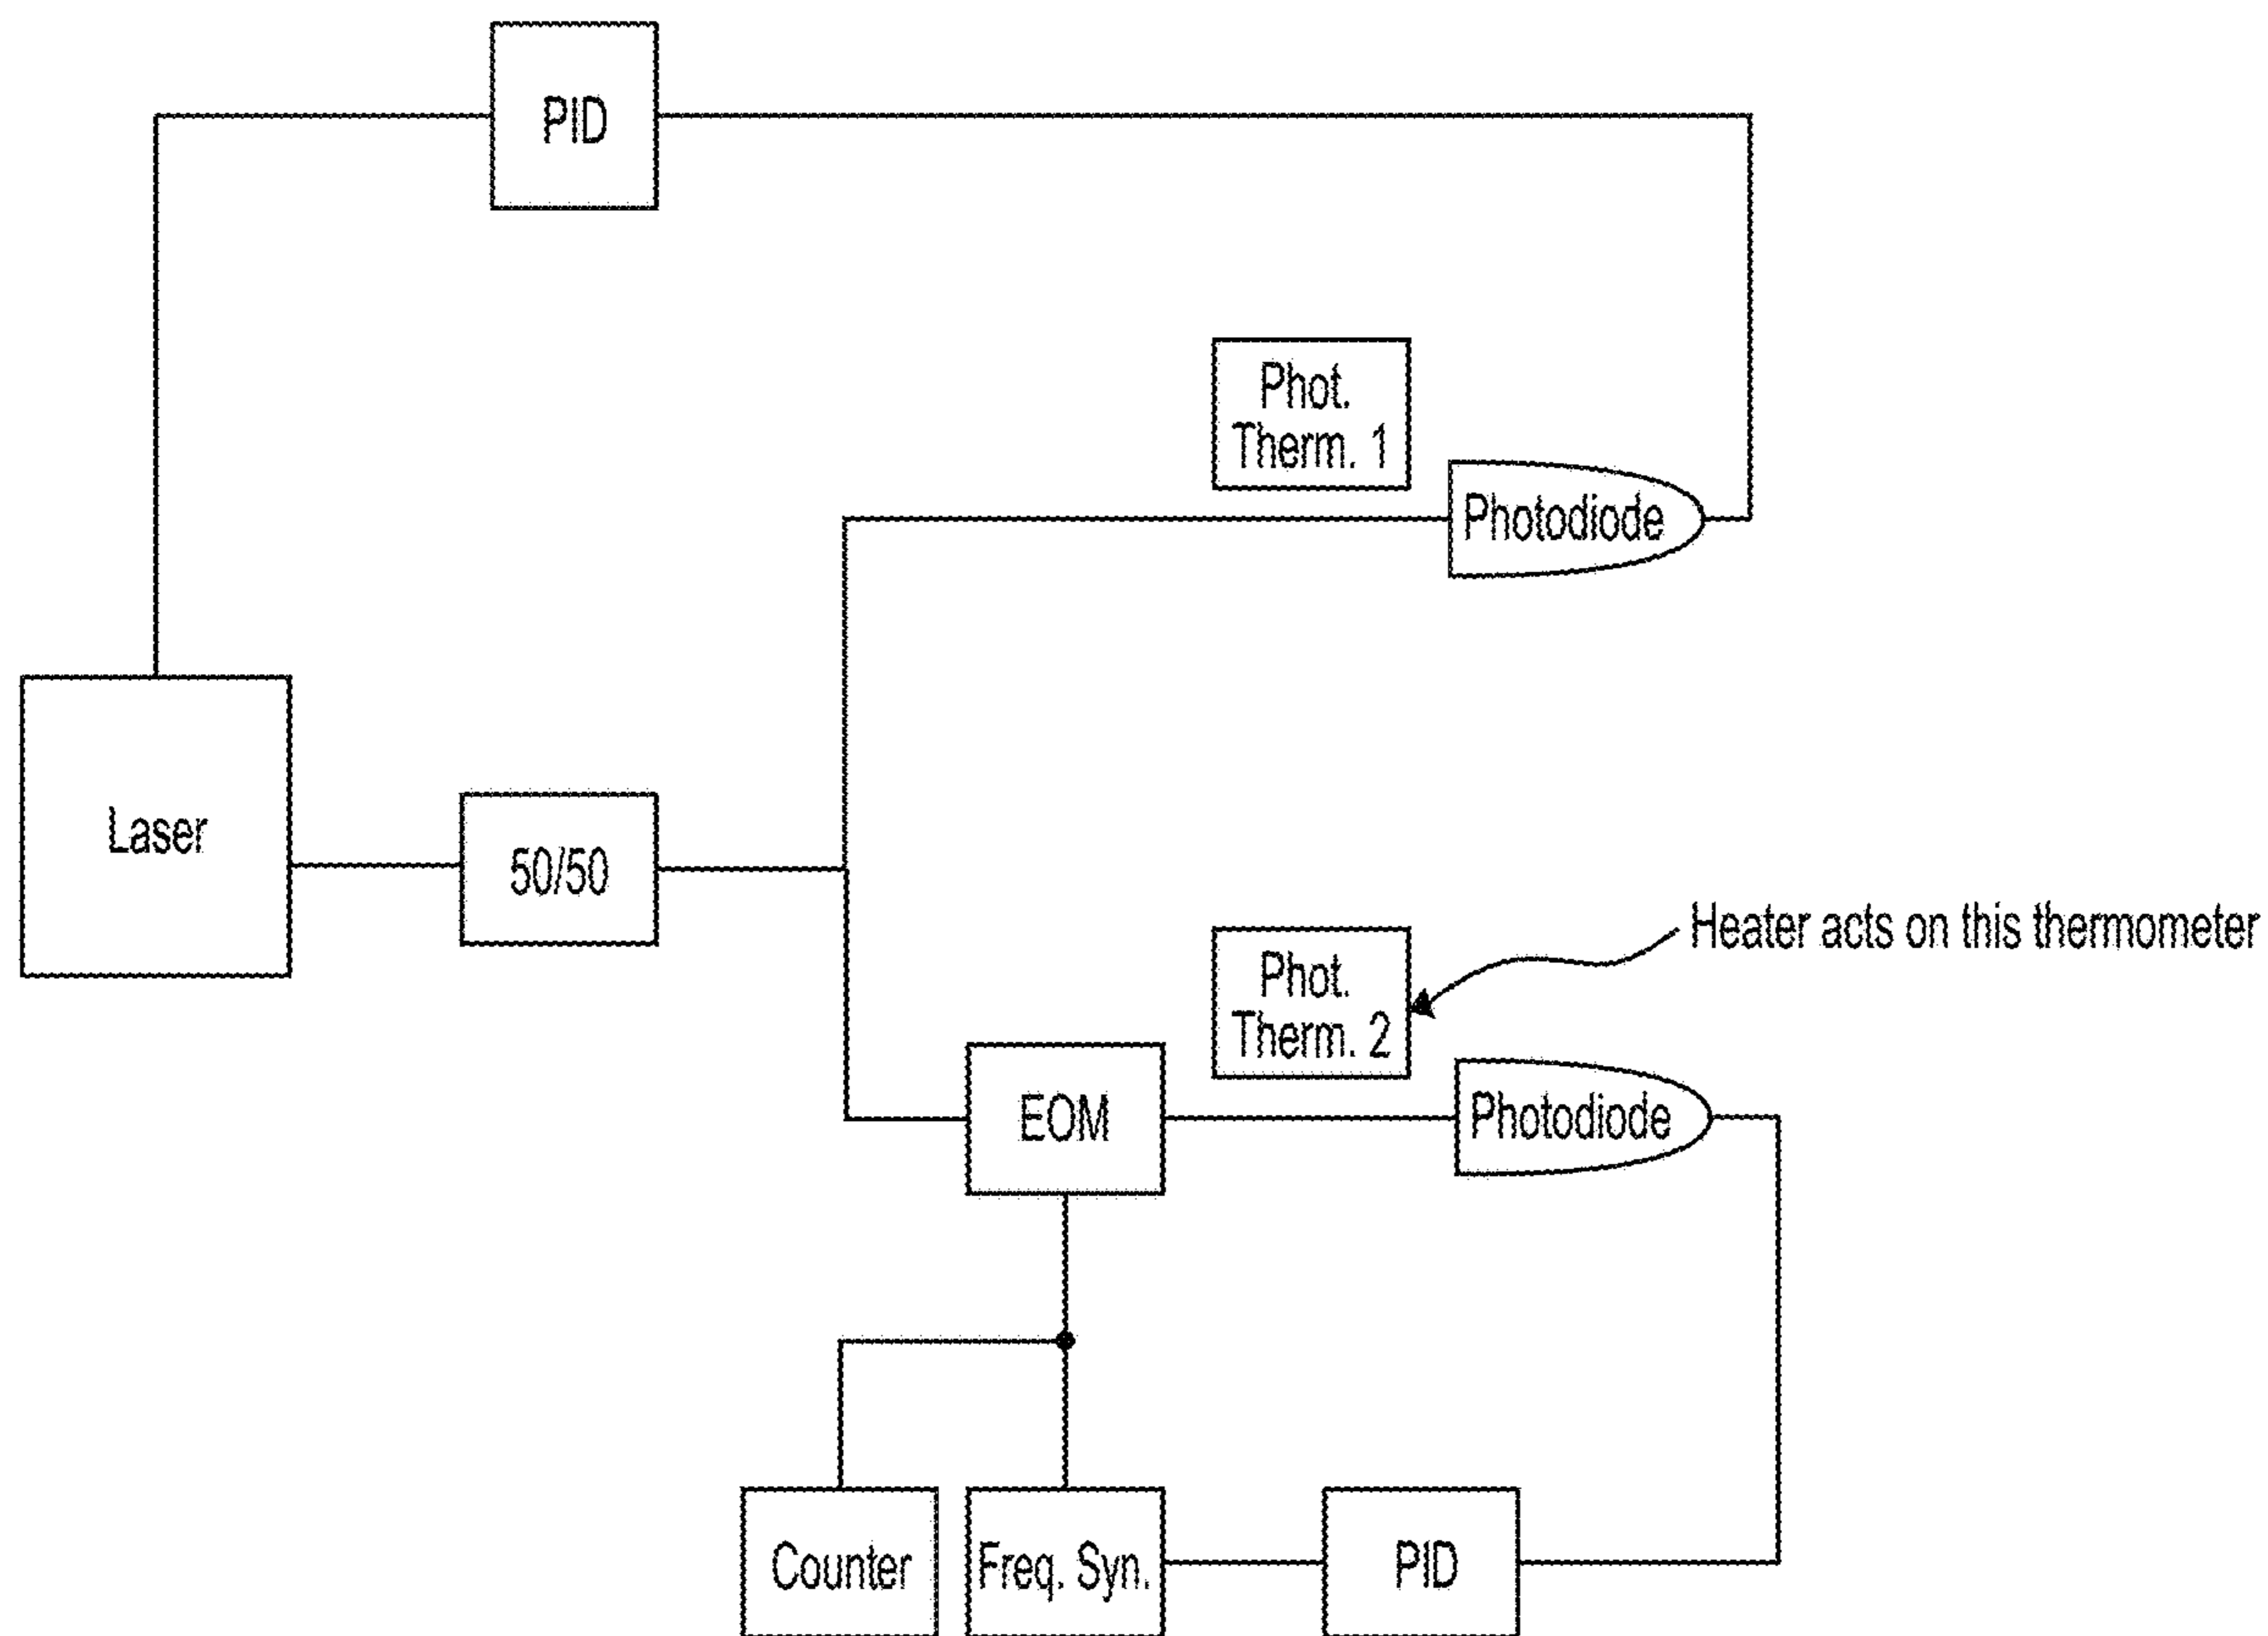 PID
Phot.
Therm. 1
Photodiode
Laser
50/50
Phot.
Therm. 2
Heater acts on this thermometer
EOM
Photodiode
Counter
Freq. Syn.
PID